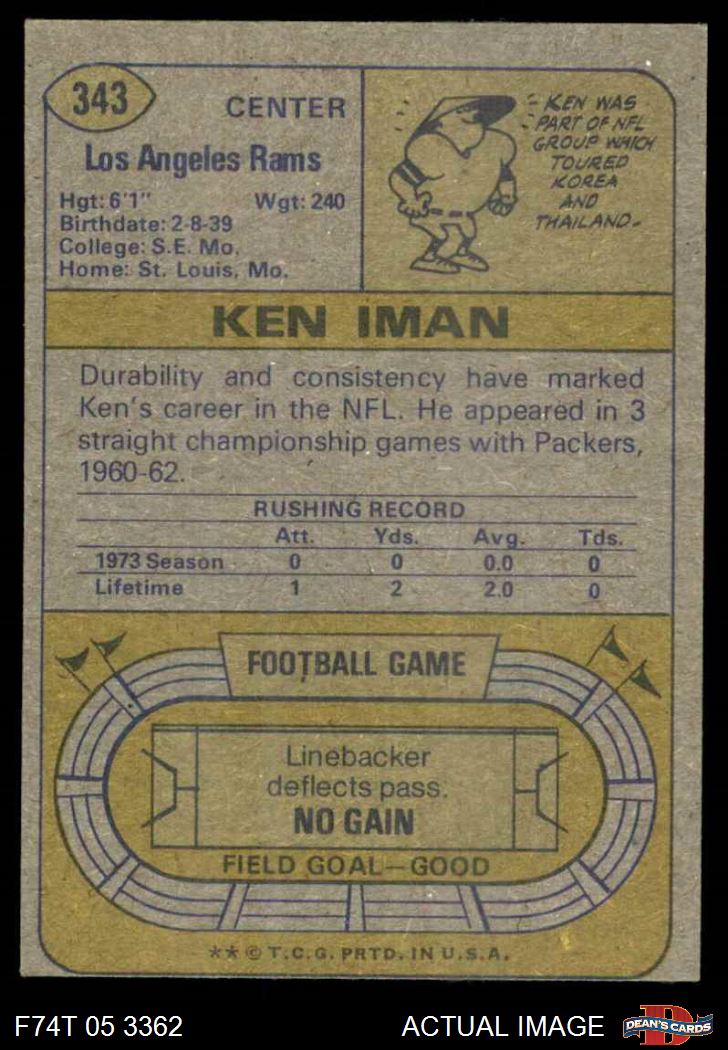 343
CENTER
Los Angeles Rams
Hgt: 6'1" Wgt: 240
Birthdate: 2-8-39
College: S.E. Mo.
Home: St. Louis, Mo.
- KEN WAS
PART OF NFL
GROUP WHICH
TOURED
KOREA
AND
THAILAND-
KEN IMAN
Durability and consistency have marked
Ken's career in the NFL. He appeared in 3
straight championship games with Packers,
1960-62.
RUSHING RECORD
Att. Yds. Avg. Tds.
1973 Season 0 0 0.0 0
Lifetime 1 2 2.0 0
FOOTBALL GAME
Linebacker
deflects pass.
NO GAIN
FIELD GOAL—GOOD
** © T.C.G. PRTD. IN U.S.A.
F74T 05 3362 ACTUAL IMAGE
D
DEAN'S CARDS